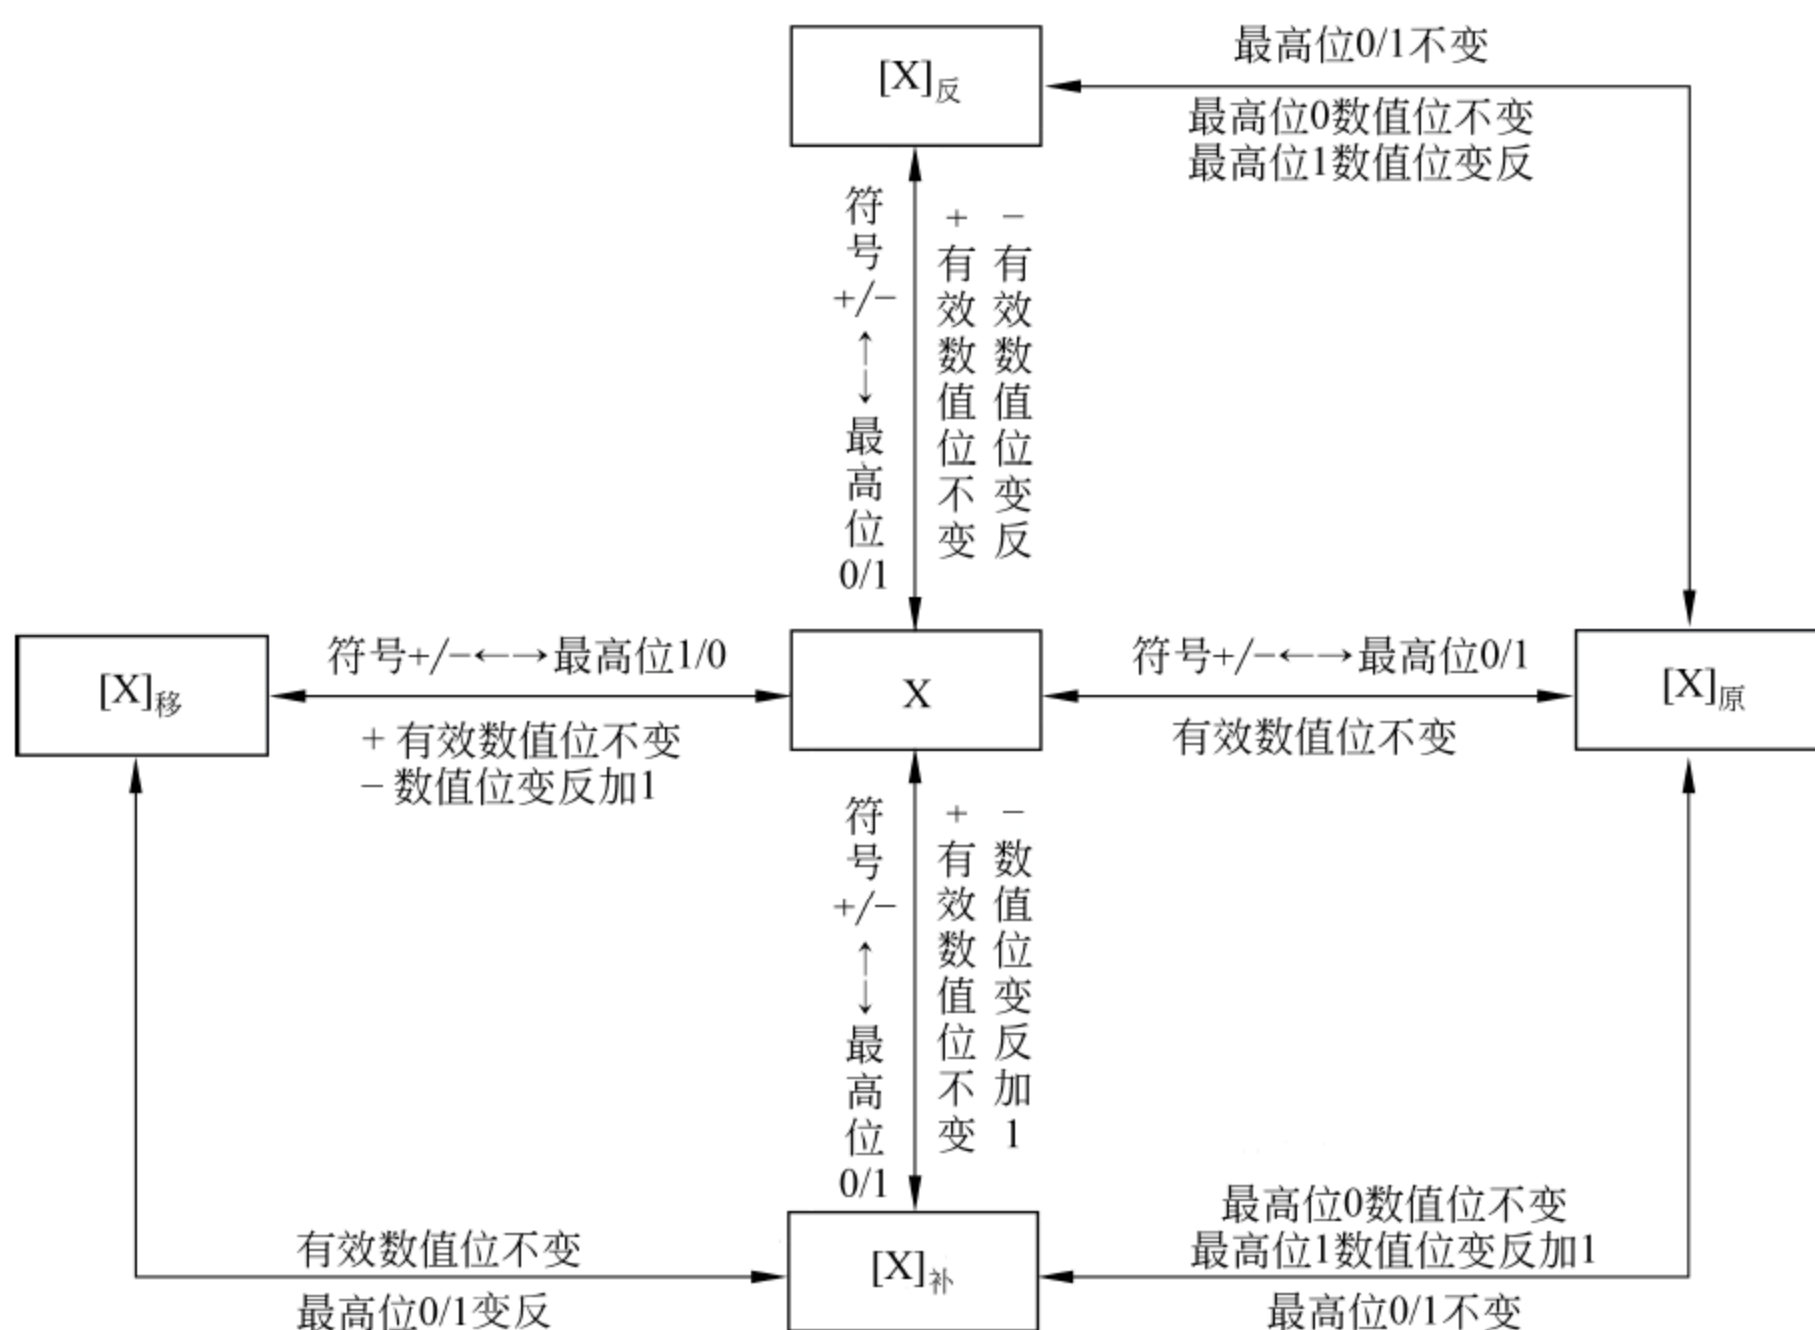 [X]反
最高位0/1不变
最高位0数值位不变
最高位1数值位变反
符号+/-←→最高位0/1
+有效数值位不变
-有效数值位变反
[X]移
符号+/-←→最高位1/0
+有效数值位不变
-数值位变反加1
X
符号+/-←→最高位0/1
有效数值位不变
[X]原
符号+/-←→最高位0/1
+有效数值位不变
-数值位变反加1
有效数值位不变
最高位0/1变反
[X]补
最高位0数值位不变
最高位1数值位变反加1
最高位0/1不变